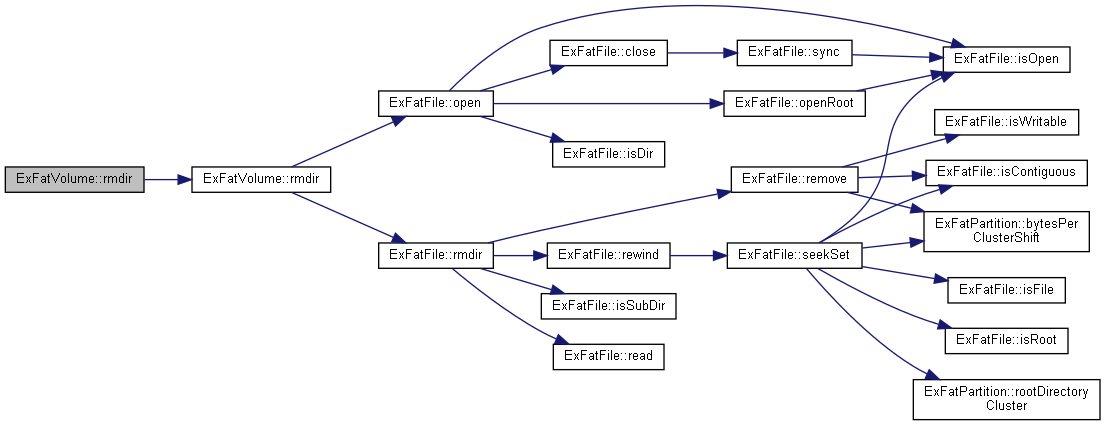 ExFatVolume::rmdir
ExFatVolume::rmdir
ExFatFile::open
ExFatFile::close
ExFatFile::sync
ExFatFile::isOpen
ExFatFile::openRoot
ExFatFile::isDir
ExFatFile::rmdir
ExFatFile::remove
ExFatFile::isWritable
ExFatFile::isContiguous
ExFatPartition::bytesPer
ClusterShift
ExFatFile::rewind
ExFatFile::seekSet
ExFatFile::isFile
ExFatFile::isRoot
ExFatPartition::rootDirectory
Cluster
ExFatFile::isSubDir
ExFatFile::read